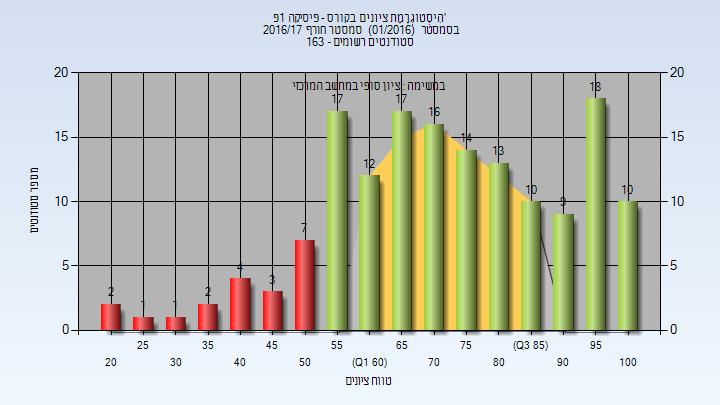 היסטוגרמת ציונים בקורס - פיסיקה 1פ'
בסמסטר (01/2016) סמסטר חורף 2016/17
סטודנטים רשומים - 163
במשימה : ציון סופי במחשב המרכזי
מספר סטודנטים
20 20
15 15
10 10
5 5
0 0
2 1 1 2 4 3 7 17 12 17 16 14 13 10 9 18 10
25 35 45 55 65 75 (Q3 85) 95
20 30 40 50 (Q1 60) 70 80 90 100
טווח ציונים